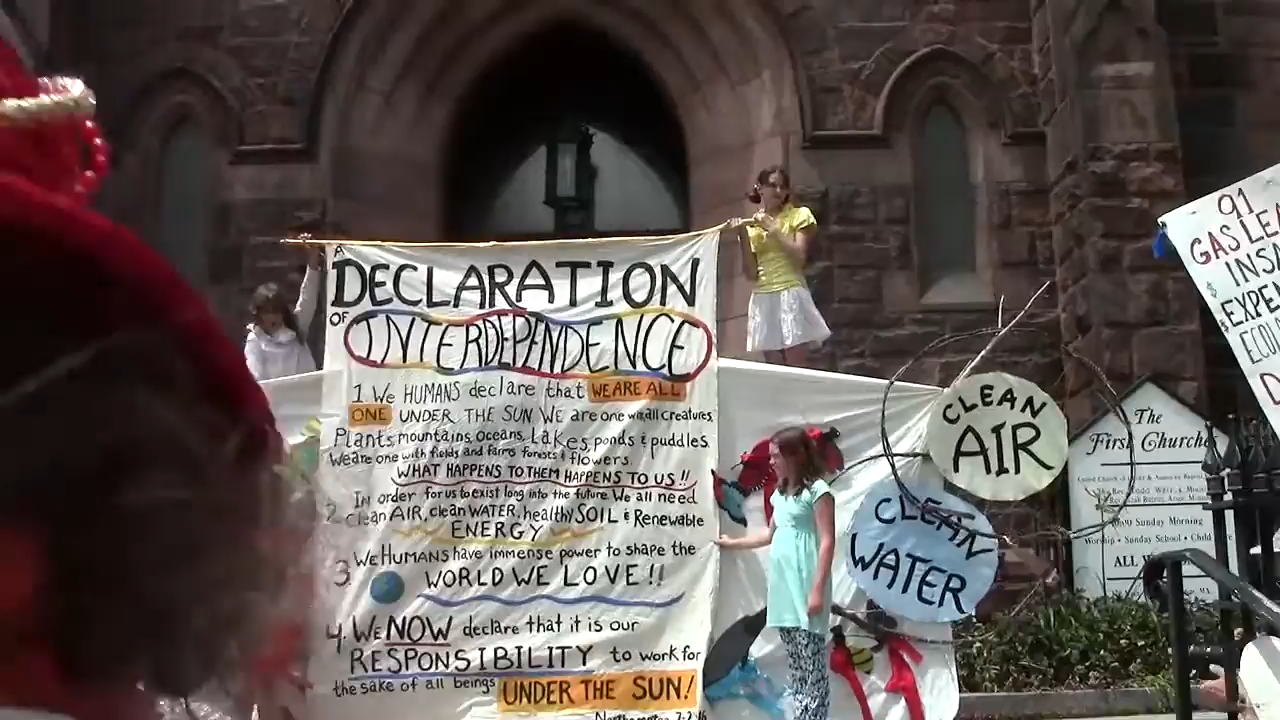 A
DECLARATION
OF
INTERDEPENDENCE
1. We HUMANS declare that WE ARE ALL
ONE UNDER THE SUN WE are one w/all creatures,
Plants, mountains, oceans, Lakes, ponds & puddles.
We are one with fields and farms forests & flowers.
WHAT HAPPENS TO THEM HAPPENS TO US!!
2. In order for us to exist long into the future. We all need
clean AIR, clean WATER, healthy SOIL & Renewable
ENERGY
3. WE HUMANS have immense power to shape the
WORLD WE LOVE!!
4. WE NOW declare that it is our
RESPONSIBILITY to work for
the sake of all beings UNDER THE SUN!
Northampton 7-2-16
CLEAN
AIR
CLEAN
WATER
91
GAS LEA
INSA
EXPEN
ECOLO
D
The
First Churches
Sunday Morning
Worship • Sunday School • Child
ALL